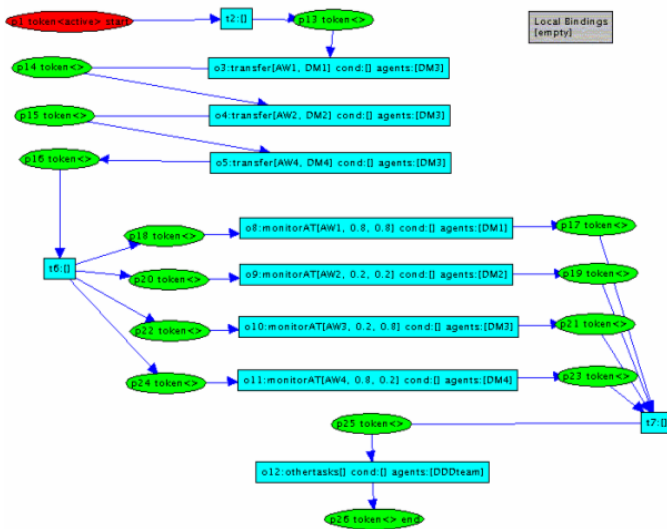 p1 token<active> start
t2:[]
p13 token<>
Local Bindings
[empty]
p14 token<>
o3:transfer[AW1, DM1] cond:[] agents:[DM3]
p15 token<>
o4:transfer[AW2, DM2] cond:[] agents:[DM3]
p16 token<>
o5:transfer[AW4, DM4] cond:[] agents:[DM3]
p18 token<>
o8:monitorAT[AW1, 0.8, 0.8] cond:[] agents:[DM1]
p17 token<>
t6:[]
p20 token<>
o9:monitorAT[AW2, 0.2, 0.2] cond:[] agents:[DM2]
p19 token<>
p22 token<>
o10:monitorAT[AW3, 0.2, 0.8] cond:[] agents:[DM3]
p21 token<>
p24 token<>
o11:monitorAT[AW4, 0.8, 0.2] cond:[] agents:[DM4]
p23 token<>
p25 token<>
t7:[]
o12:othertasks[] cond:[] agents:[DDDteam]
p26 token<> end